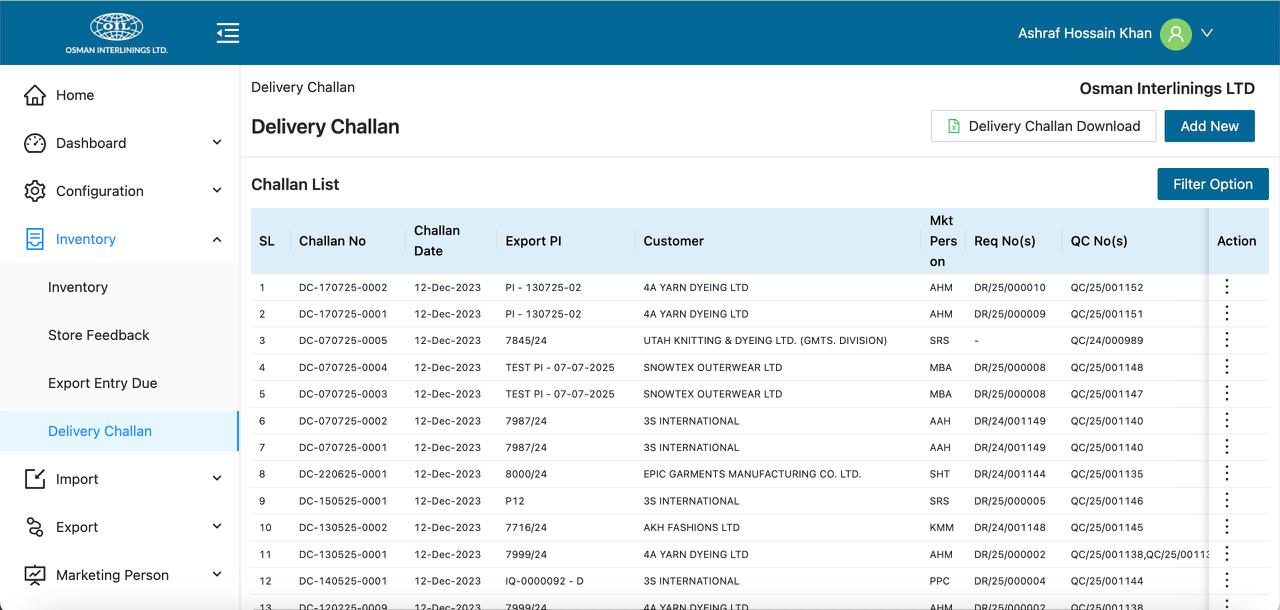 OIL
OSMAN INTERLININGS LTD.
Ashraf Hossain Khan
Home
Dashboard
Configuration
Inventory
Inventory
Store Feedback
Export Entry Due
Delivery Challan
Import
Export
Marketing Person
Delivery Challan
Osman Interlinings LTD
Delivery Challan
Delivery Challan Download
Add New
Challan List
Filter Option
SL Challan No Challan Date Export PI Customer Mkt Pers on Req No(s) QC No(s) Action
1 DC-170725-0002 12-Dec-2023 PI - 130725-02 4A YARN DYEING LTD AHM DR/25/000010 QC/25/001152
2 DC-170725-0001 12-Dec-2023 PI - 130725-02 4A YARN DYEING LTD AHM DR/25/000009 QC/25/001151
3 DC-070725-0005 12-Dec-2023 7845/24 UTAH KNITTING & DYEING LTD. (GMTS. DIVISION) SRS - QC/24/000989
4 DC-070725-0004 12-Dec-2023 TEST PI - 07-07-2025 SNOWTEX OUTERWEAR LTD MBA DR/25/000008 QC/25/001148
5 DC-070725-0003 12-Dec-2023 TEST PI - 07-07-2025 SNOWTEX OUTERWEAR LTD MBA DR/25/000008 QC/25/001147
6 DC-070725-0002 12-Dec-2023 7987/24 3S INTERNATIONAL AAH DR/24/001149 QC/25/001140
7 DC-070725-0001 12-Dec-2023 7987/24 3S INTERNATIONAL AAH DR/24/001149 QC/25/001140
8 DC-220625-0001 12-Dec-2023 8000/24 EPIC GARMENTS MANUFACTURING CO. LTD. SHT DR/24/001144 QC/25/001135
9 DC-150525-0001 12-Dec-2023 P12 3S INTERNATIONAL SRS DR/25/000005 QC/25/001146
10 DC-130525-0002 12-Dec-2023 7716/24 AKH FASHIONS LTD KMM DR/24/001148 QC/25/001145
11 DC-130525-0001 12-Dec-2023 7999/24 4A YARN DYEING LTD AHM DR/25/000002 QC/25/001138,QC/25/00113
12 DC-140525-0001 12-Dec-2023 IQ-0000092 - D 3S INTERNATIONAL PPC DR/25/000004 QC/25/001144
13 DC-120225-0009 12-Dec-2023 7999/24 4A YARN DYEING LTD AHM DR/25/000002 QC/25/001138